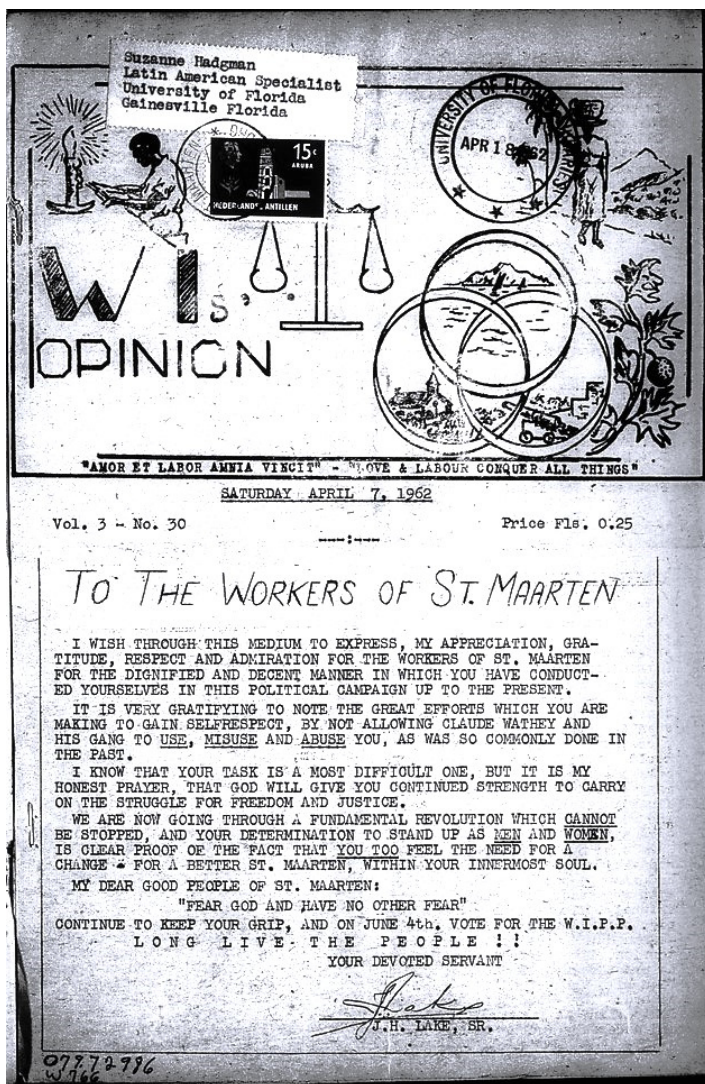 Suzanne Hadgman
Latin American Specialist
University of Florida
Gainesville Florida
UNIVERSITY OF FLORIDA
APR 18 1962
15c
ARUBA
NEDERLANDSE ANTILLEN
W Is'
OPINION
"AMOR ET LABOR AMNIA VINCIT" - "LOVE & LABOUR CONQUER ALL THINGS"
SATURDAY APRIL 7, 1962
Vol. 3 - No. 30 Price Fls. 0.25
---:---
TO THE WORKERS OF ST. MAARTEN
I WISH THROUGH THIS MEDIUM TO EXPRESS, MY APPRECIATION, GRA-
TITUDE, RESPECT AND ADMIRATION FOR THE WORKERS OF ST. MAARTEN
FOR THE DIGNIFIED AND DECENT MANNER IN WHICH YOU HAVE CONDUCT-
ED YOURSELVES IN THIS POLITICAL CAMPAIGN UP TO THE PRESENT.
IT IS VERY GRATIFYING TO NOTE THE GREAT EFFORTS WHICH YOU ARE
MAKING TO GAIN SELFRESPECT, BY NOT ALLOWING CLAUDE WATHEY AND
HIS GANG TO USE, MISUSE AND ABUSE YOU, AS WAS SO COMMONLY DONE IN
THE PAST.
I KNOW THAT YOUR TASK IS A MOST DIFFICULT ONE, BUT IT IS MY
HONEST PRAYER, THAT GOD WILL GIVE YOU CONTINUED STRENGTH TO CARRY
ON THE STRUGGLE FOR FREEDOM AND JUSTICE.
WE ARE NOW GOING THROUGH A FUNDAMENTAL REVOLUTION WHICH CANNOT
BE STOPPED, AND YOUR DETERMINATION TO STAND UP AS MEN AND WOMEN,
IS CLEAR PROOF OF THE FACT THAT YOU TOO FEEL THE NEED FOR A
CHANGE - FOR A BETTER ST. MAARTEN, WITHIN YOUR INNERMOST SOUL.
MY DEAR GOOD PEOPLE OF ST. MAARTEN:
"FEAR GOD AND HAVE NO OTHER FEAR"
CONTINUE TO KEEP YOUR GRIP, AND ON JUNE 4th. VOTE FOR THE W.I.P.P.
LONG LIVE THE PEOPLE !!
YOUR DEVOTED SERVANT
J.H. LAKE, SR.
079.72986
W 766